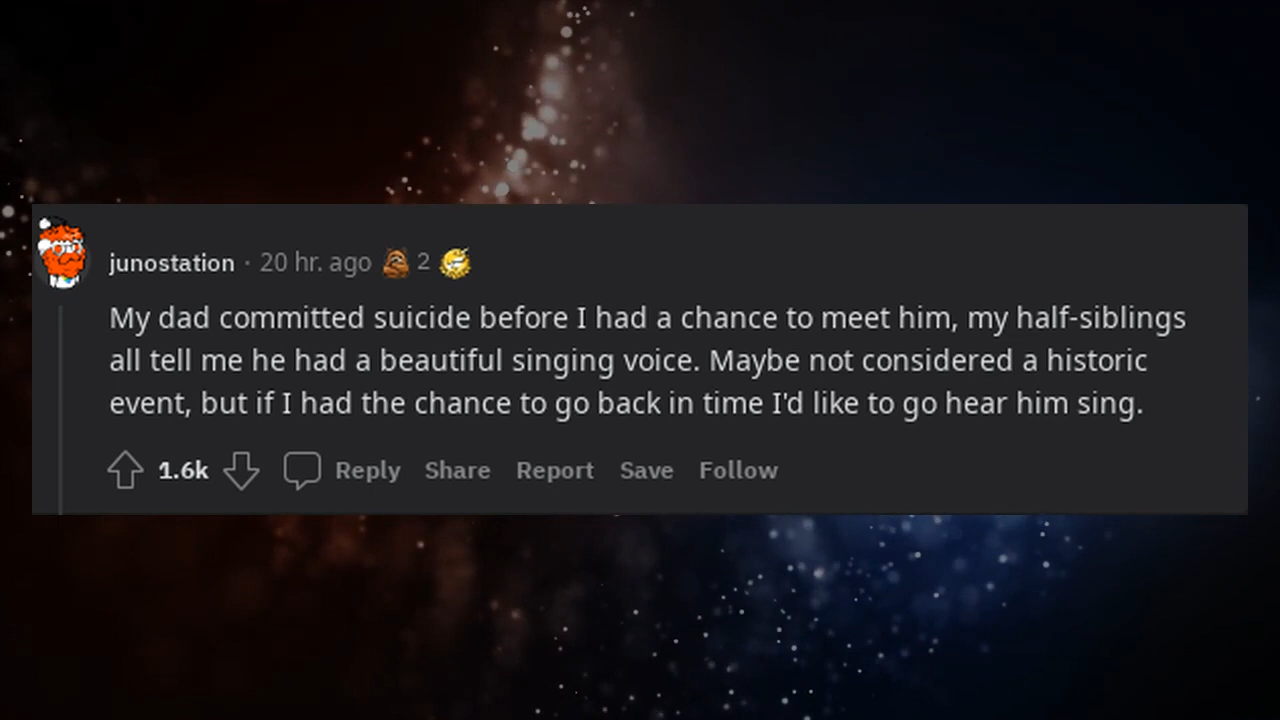 junostation · 20 hr. ago 2
My dad committed suicide before I had a chance to meet him, my half-siblings
all tell me he had a beautiful singing voice. Maybe not considered a historic
event, but if I had the chance to go back in time I'd like to go hear him sing.
1.6k Reply Share Report Save Follow